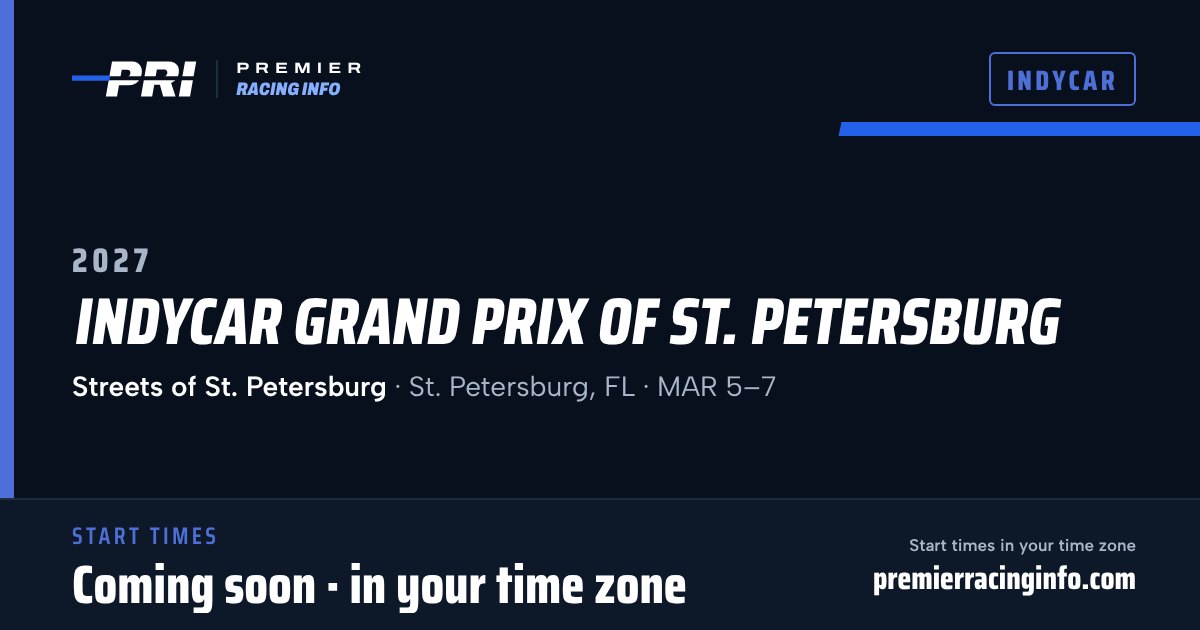 PRI
PREMIER
RACING INFO
INDYCAR
2027
INDYCAR GRAND PRIX OF ST. PETERSBURG
Streets of St. Petersburg · St. Petersburg, FL · MAR 5–7
START TIMES
Coming soon · in your time zone
Start times in your time zone
premierracinginfo.com